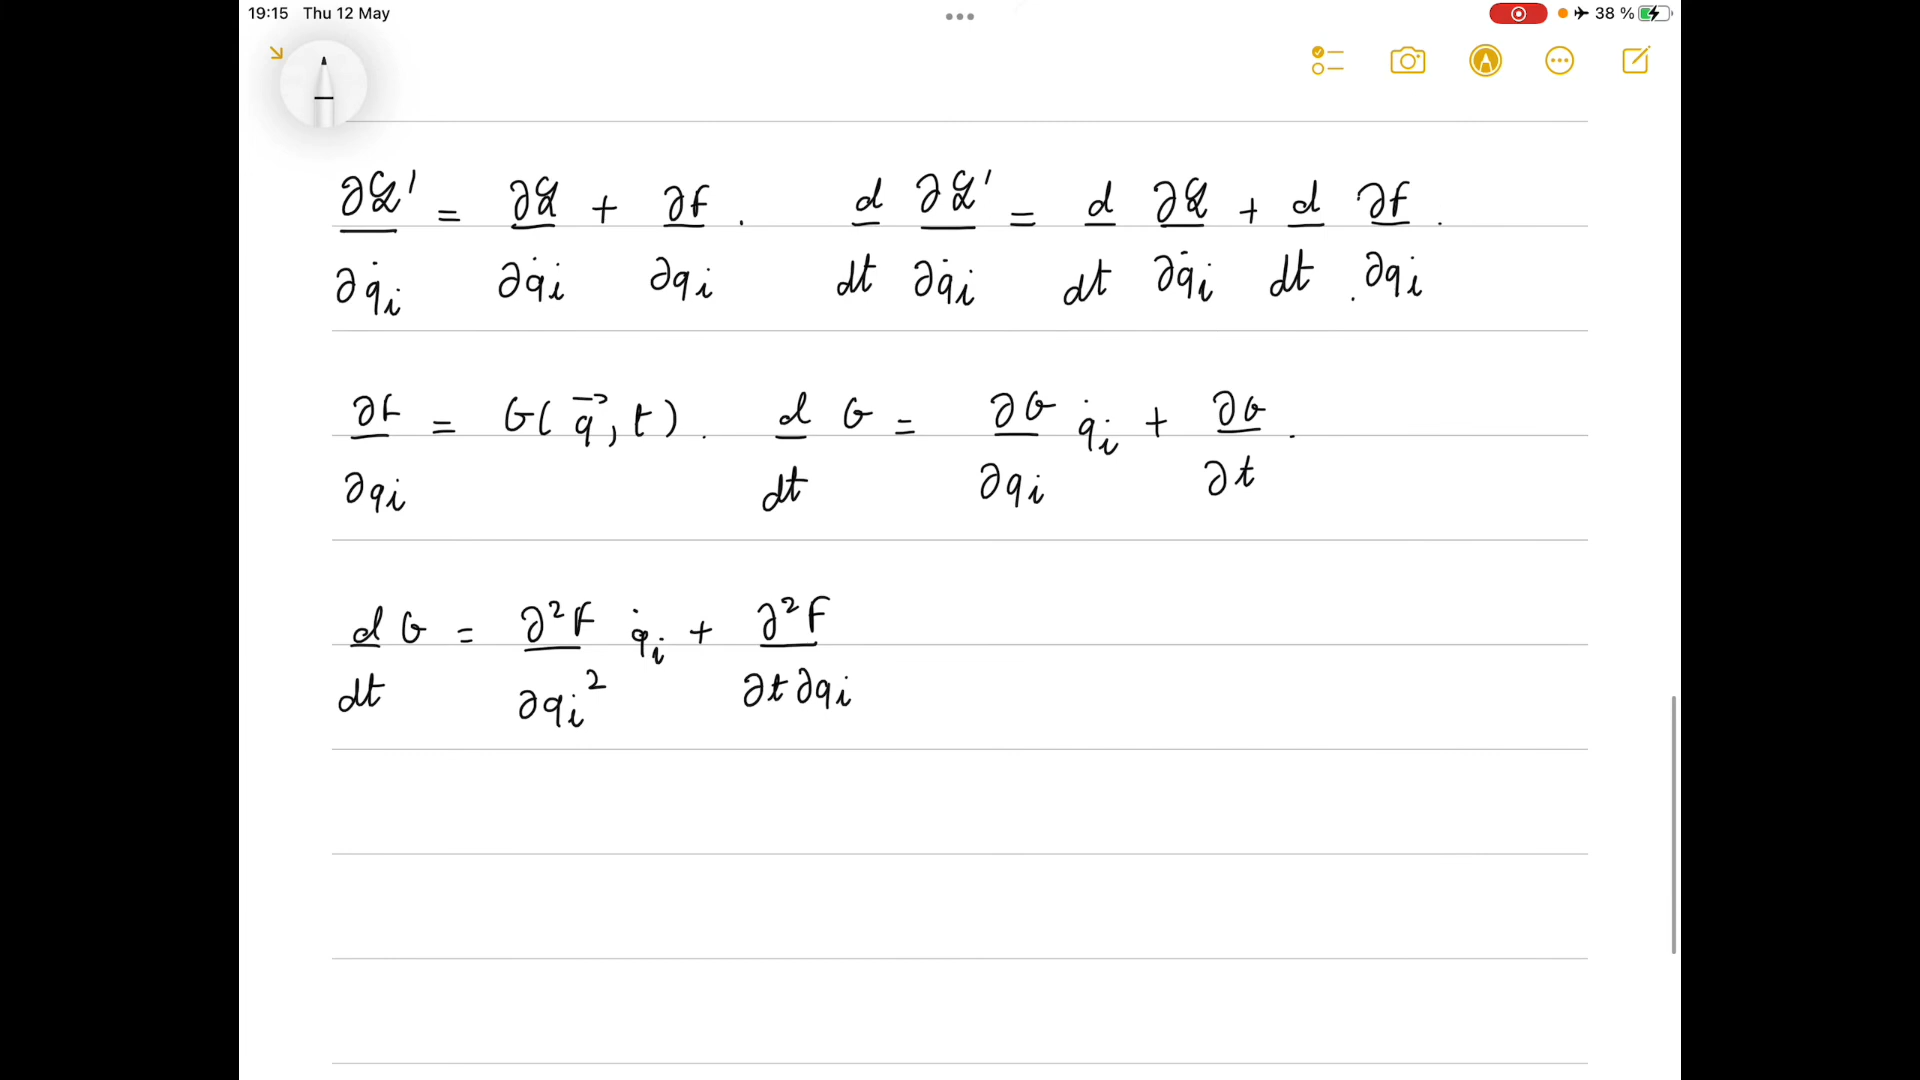 19:15 Thu 12 May 38 %
∂ℒ'/∂q̇ᵢ = ∂ℒ/∂q̇ᵢ + ∂F/∂qᵢ . d/dt ∂ℒ'/∂q̇ᵢ = d/dt ∂ℒ/∂q̇ᵢ + d/dt ∂F/∂qᵢ .
∂F/∂qᵢ = G(q⃗, t) . d/dt G = ∂G/∂qᵢ q̇ᵢ + ∂G/∂t .
d/dt G = ∂²F/∂qᵢ² q̇ᵢ + ∂²F/∂t∂qᵢ